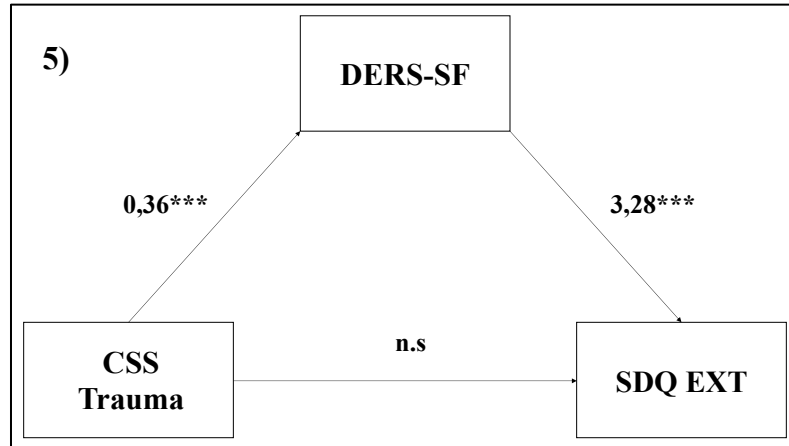 5)
DERS-SF
0,36***
3,28***
n.s
CSS
Trauma
SDQ EXT